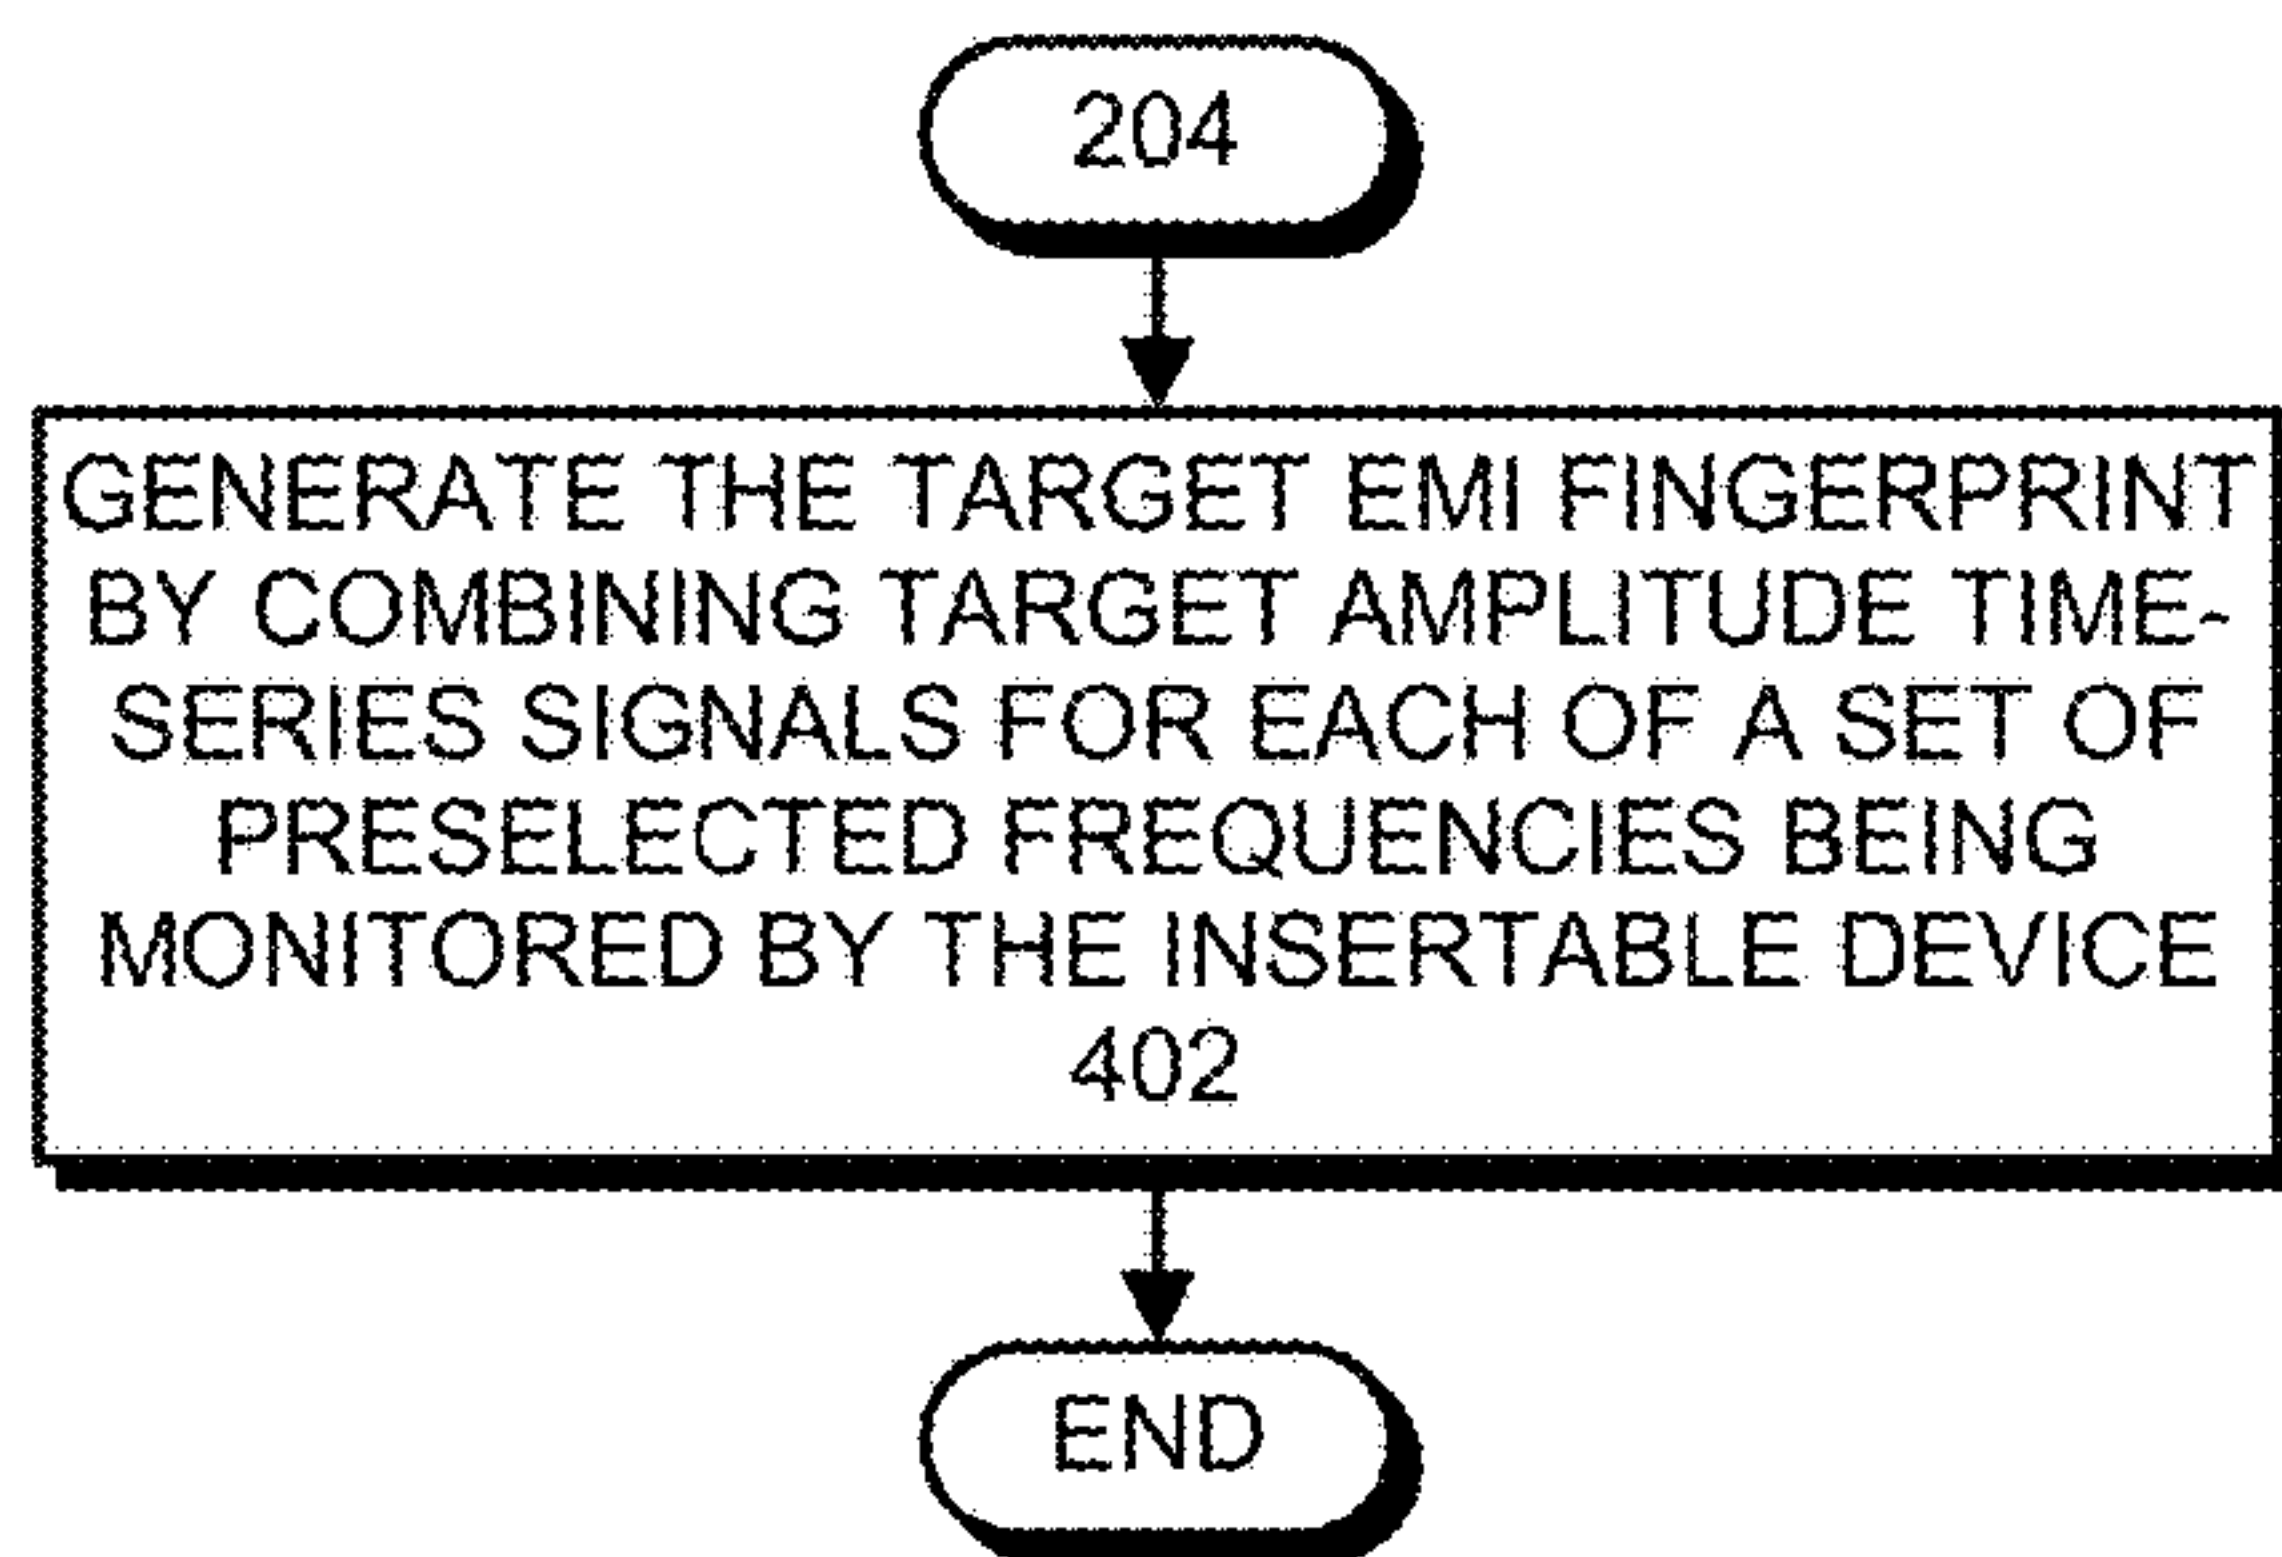 204
GENERATE THE TARGET EMI FINGERPRINT
BY COMBINING TARGET AMPLITUDE TIME-
SERIES SIGNALS FOR EACH OF A SET OF
PRESELECTED FREQUENCIES BEING
MONITORED BY THE INSERTABLE DEVICE
402
END